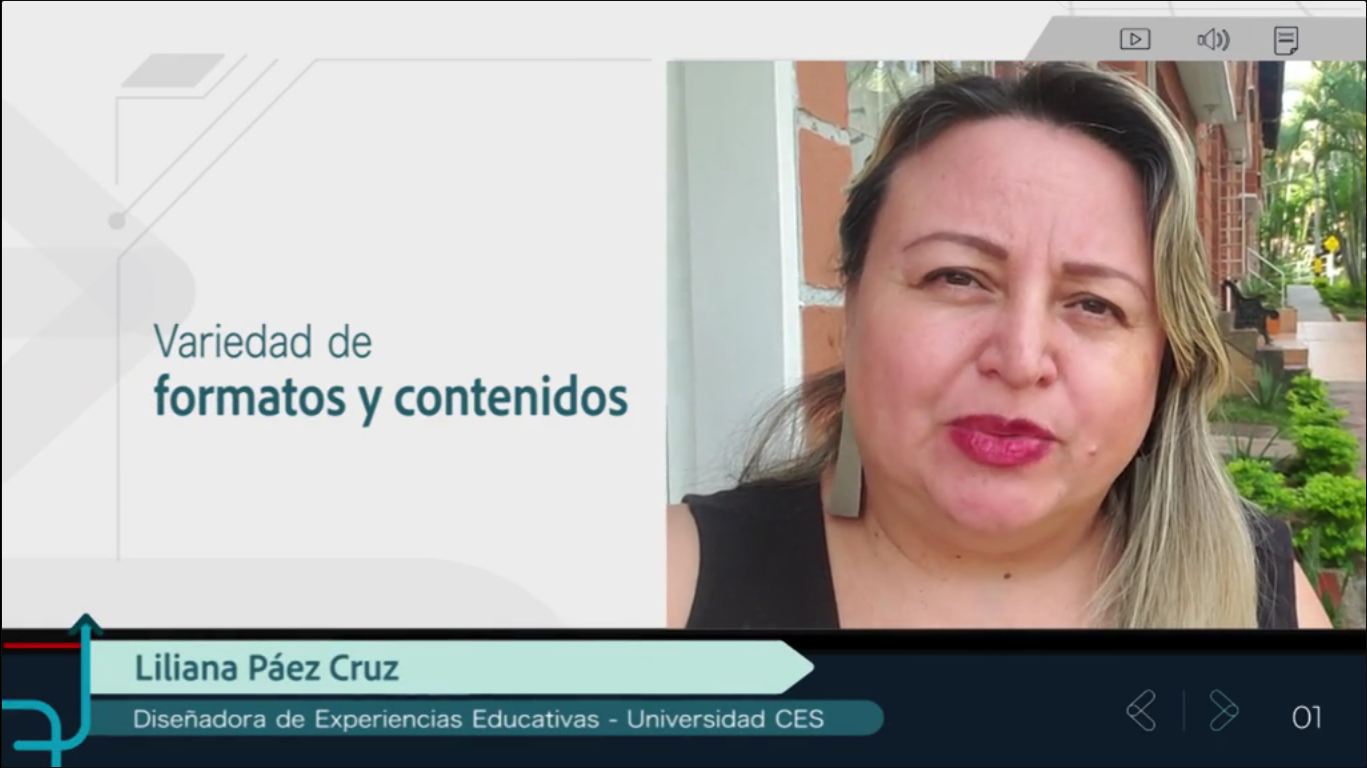 Variedad de
formatos y contenidos
Liliana Páez Cruz
Diseñadora de Experiencias Educativas - Universidad CES
01